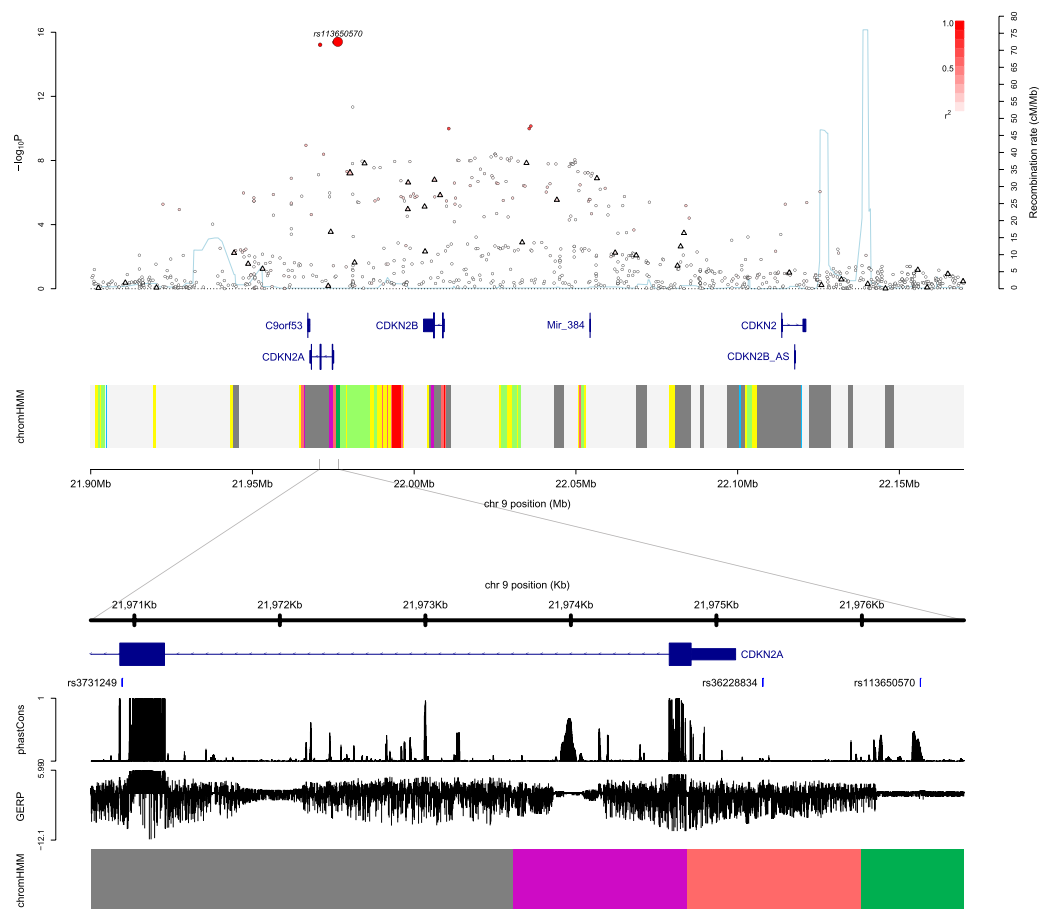 rs113650570
16
12
8
4
0
−log10P
1.0
0.5
r2
80
75
70
65
60
55
50
45
40
35
30
25
20
15
10
5
0
Recombination rate (cM/Mb)
C9orf53
CDKN2B
Mir_384
CDKN2
CDKN2A
CDKN2B_AS
chromHMM
21.90Mb
21.95Mb
22.00Mb
22.05Mb
22.10Mb
22.15Mb
chr 9 position (Mb)
chr 9 position (Kb)
21,971Kb
21,972Kb
21,973Kb
21,974Kb
21,975Kb
21,976Kb
CDKN2A
rs3731249
rs36228834
rs113650570
1
phastCons
GERP
−12.1
chromHMM